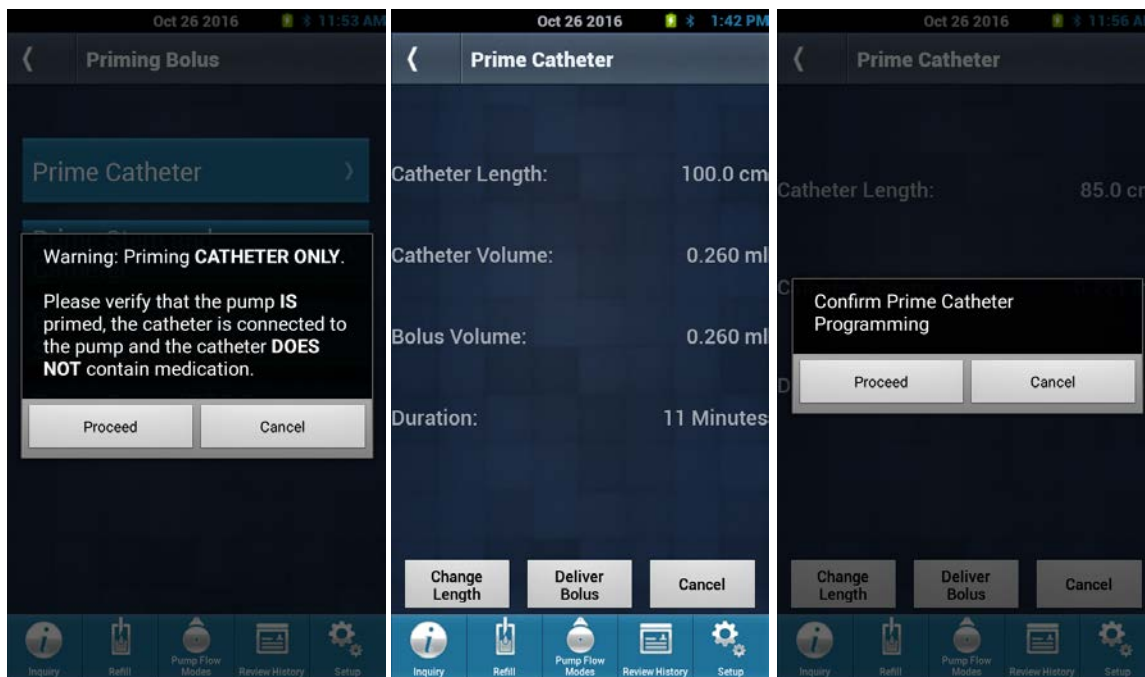 Oct 26 2016 11:53 AM
Priming Bolus
Prime Catheter
Warning: Priming CATHETER ONLY.
Please verify that the pump IS
primed, the catheter is connected to
the pump and the catheter DOES
NOT contain medication.
Proceed Cancel
Inquiry Refill Pump Flow Modes Review History Setup
Oct 26 2016 1:42 PM
Prime Catheter
Catheter Length: 100.0 cm
Catheter Volume: 0.260 ml
Bolus Volume: 0.260 ml
Duration: 11 Minutes
Change Length Deliver Bolus Cancel
Inquiry Refill Pump Flow Modes Review History Setup
Oct 26 2016 11:56 A
Prime Catheter
Catheter Length: 85.0 c
Confirm Prime Catheter
Programming
Proceed Cancel
Change Length Deliver Bolus Cancel
Inquiry Refill Pump Flow Modes Review History Setup